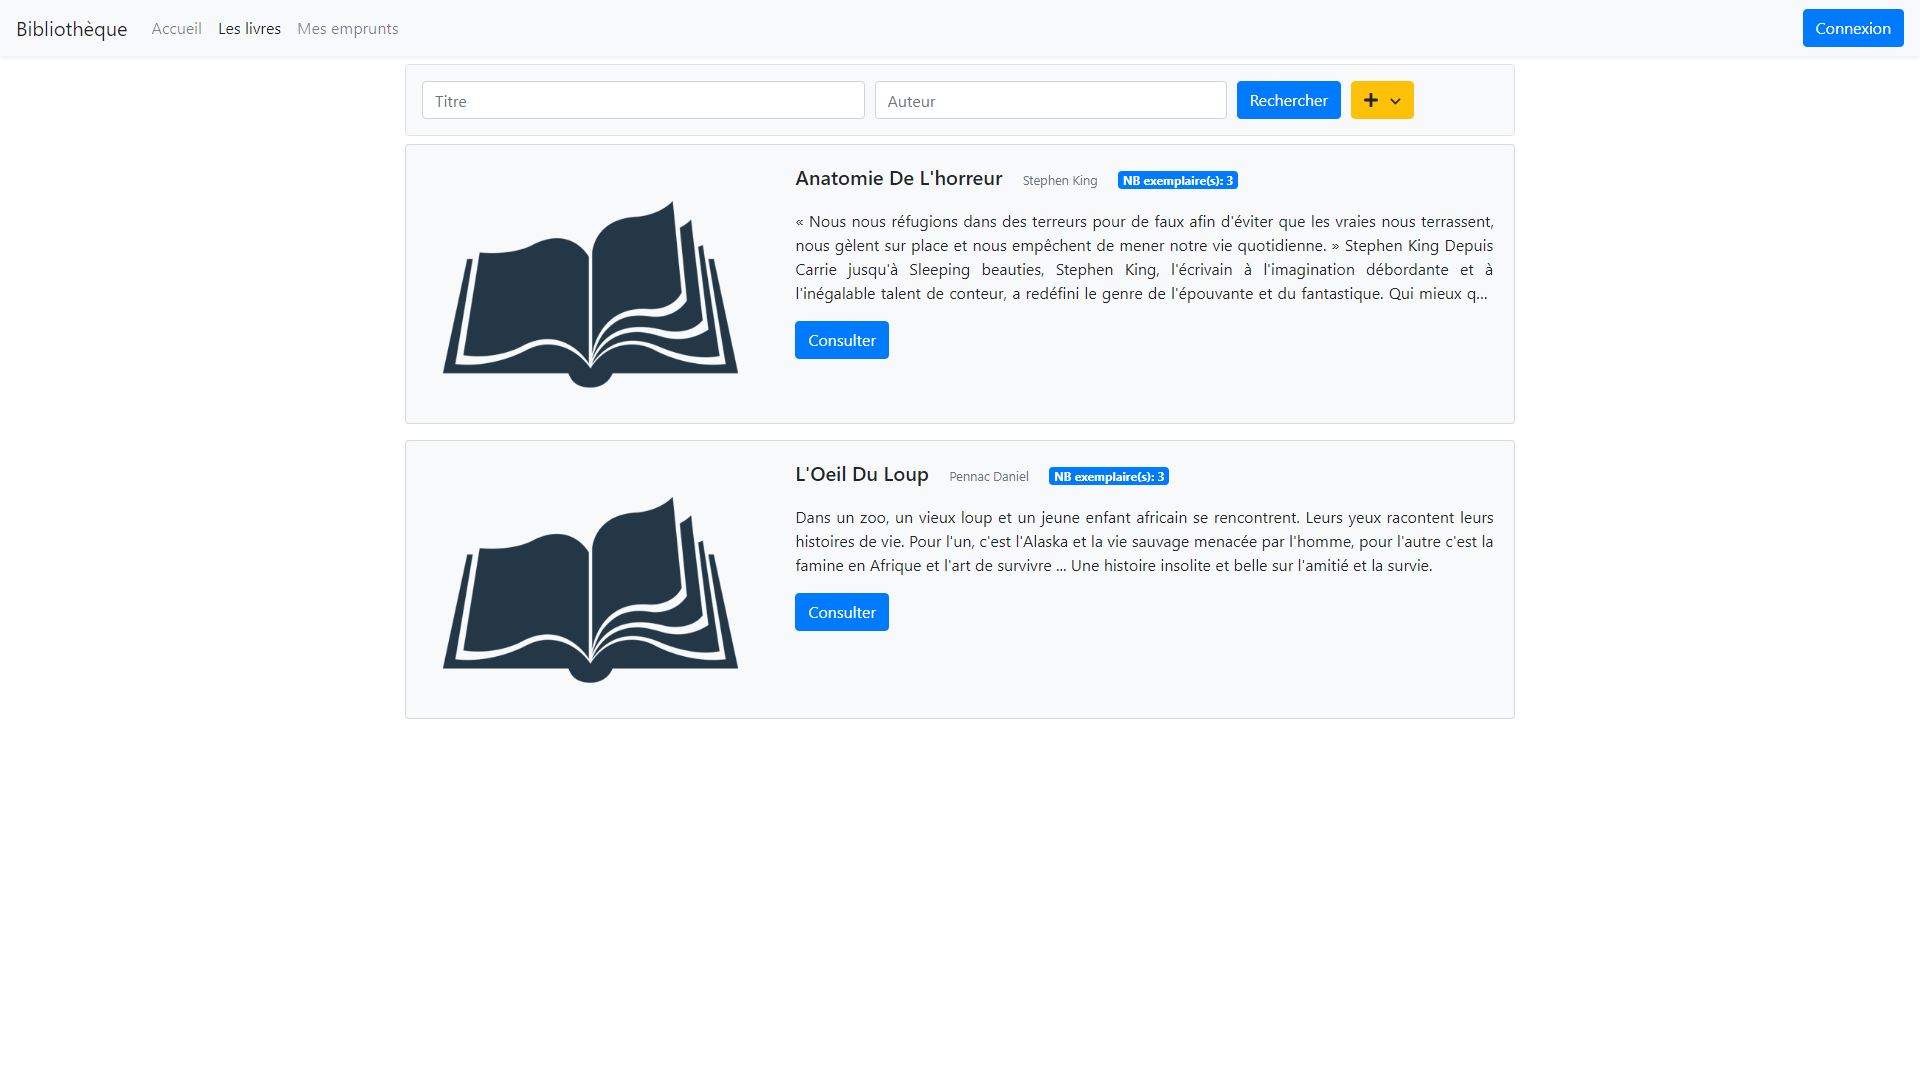 Bibliothèque Accueil Les livres Mes emprunts Connexion
Titre Auteur Rechercher
Anatomie De L'horreur Stephen King NB exemplaire(s): 3
« Nous nous réfugions dans des terreurs pour de faux afin d'éviter que les vraies nous terrassent,
nous gèlent sur place et nous empêchent de mener notre vie quotidienne. » Stephen King Depuis
Carrie jusqu'à Sleeping beauties, Stephen King, l'écrivain à l'imagination débordante et à
l'inégalable talent de conteur, a redéfini le genre de l'épouvante et du fantastique. Qui mieux q...
Consulter
L'Oeil Du Loup Pennac Daniel NB exemplaire(s): 3
Dans un zoo, un vieux loup et un jeune enfant africain se rencontrent. Leurs yeux racontent leurs
histoires de vie. Pour l'un, c'est l'Alaska et la vie sauvage menacée par l'homme, pour l'autre c'est la
famine en Afrique et l'art de survivre ... Une histoire insolite et belle sur l'amitié et la survie.
Consulter